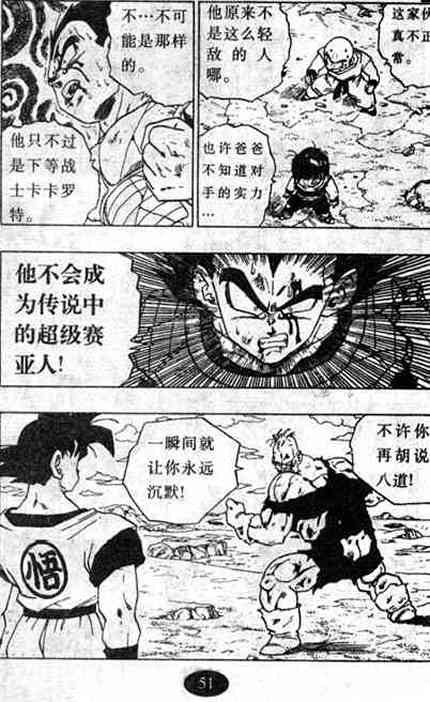 这家伙
真不正
常。
他原来不
是这么轻
敌的人
哪。
也许爸爸
不知道对
手的实力
…
不…不可
能是那样
的。
他只不过
是下等战
士卡卡罗
特。
他不会成
为传说中
的超级赛
亚人!
不许你
再胡说
八道!
一瞬间就
让你永远
沉默!
悟
51